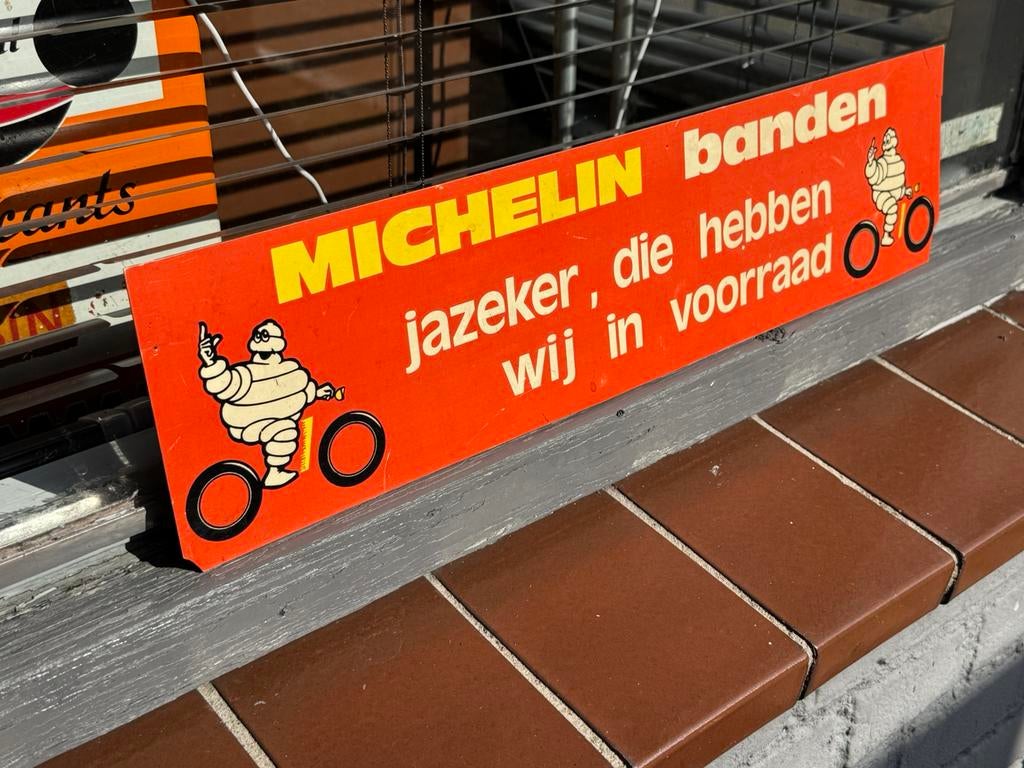 MICHELIN banden
jazeker, die hebben
wij in voorraad